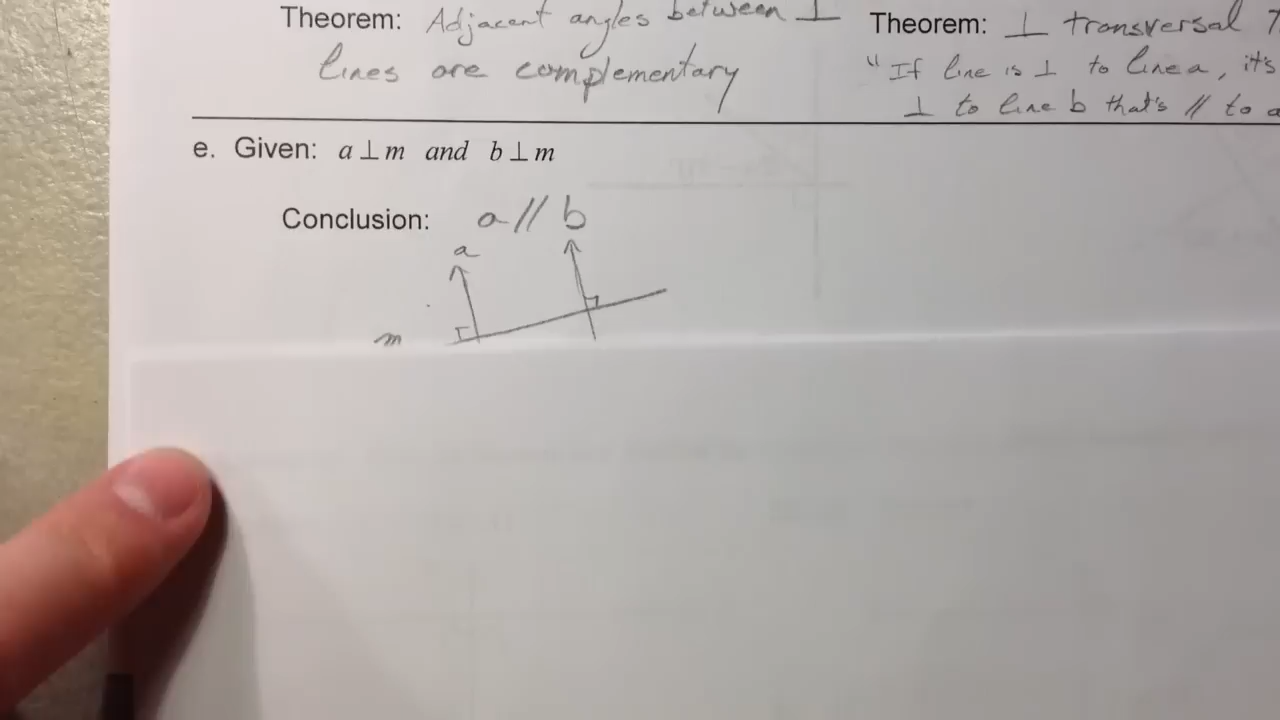 Theorem: Adjacent angles between ⊥
lines are complementary
Theorem: ⊥ transversal
"If line is ⊥ to line a, it's
⊥ to line b that's // to a
e. Given: a ⊥ m and b ⊥ m
Conclusion: a // b
a
m